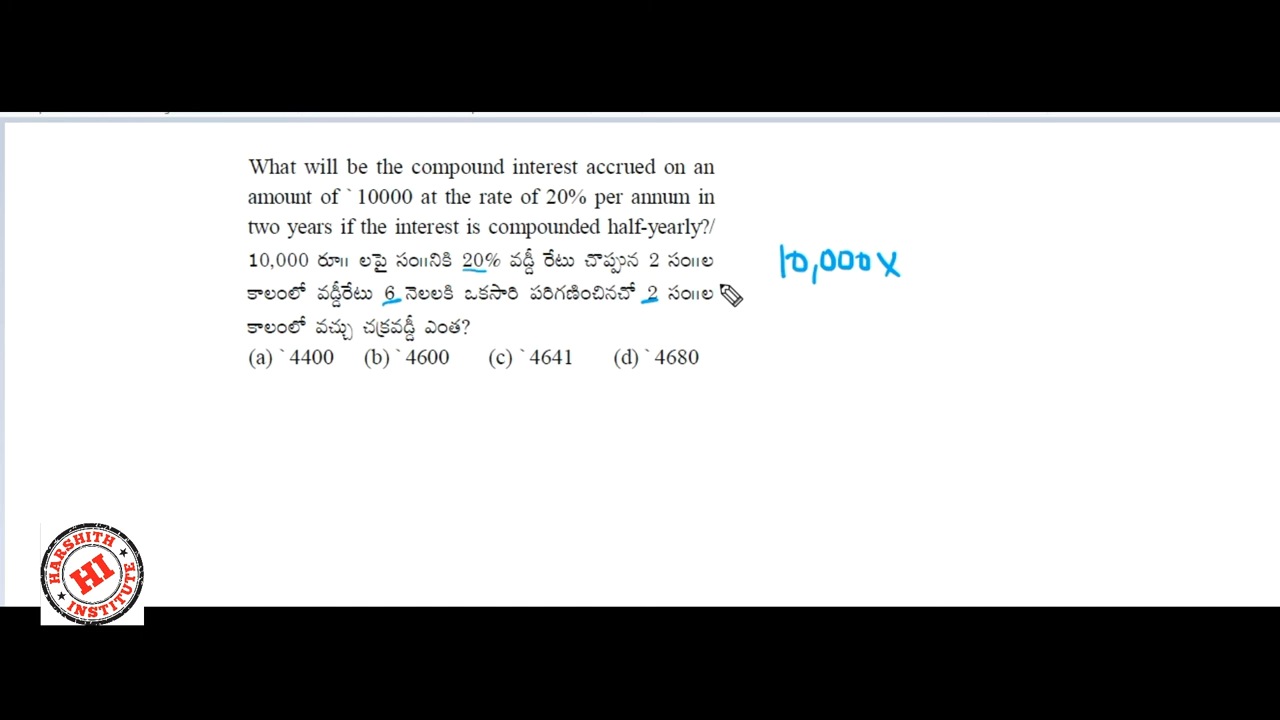 What will be the compound interest accrued on an
amount of ` 10000 at the rate of 20% per annum in
two years if the interest is compounded half-yearly?/
10,000 రూ॥ లపై సం॥నికి 20% వడ్డీ రేటు చొప్పున 2 సం॥ల
కాలంలో వడ్డీరేటు 6 నెలలకి ఒకసారి పరిగణించినచో 2 సం॥ల
కాలంలో వచ్చు చక్రవడ్డీ ఎంత?
(a) ` 4400 (b) ` 4600 (c) ` 4641 (d) ` 4680
10,000 x
HARSHITH
HI
INSTITUTE